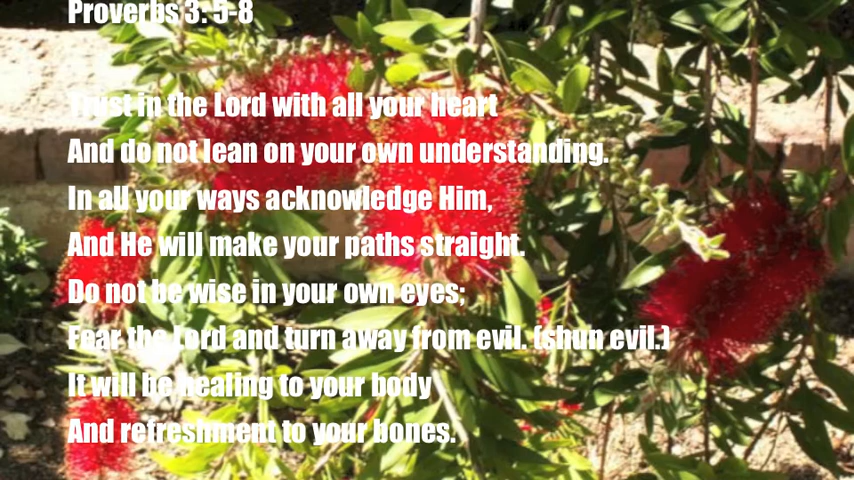 Proverbs 3: 5-8
Trust in the Lord with all your heart
And do not lean on your own understanding.
In all your ways acknowledge Him,
And He will make your paths straight.
Do not be wise in your own eyes;
Fear the Lord and turn away from evil. (shun evil.)
It will be healing to your body
And refreshment to your bones.